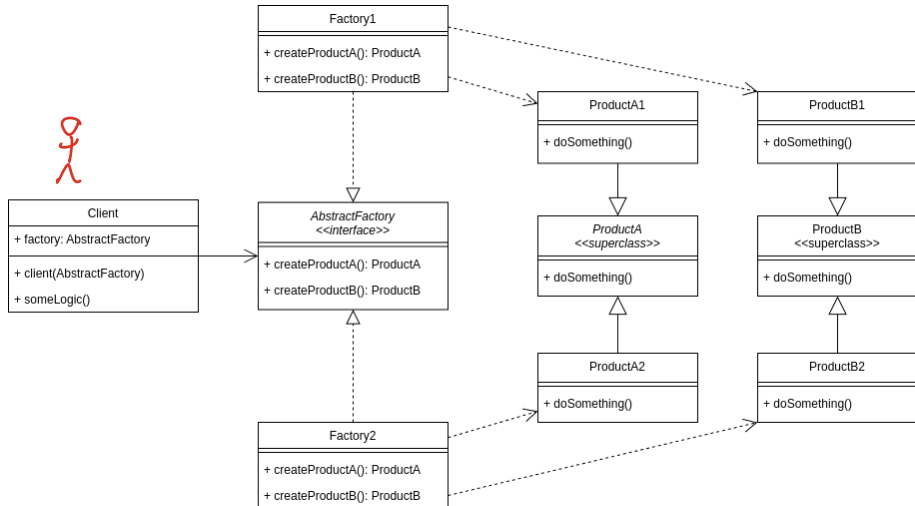 Factory1
+ createProductA(): ProductA
+ createProductB(): ProductB
ProductA1
+ doSomething()
ProductB1
+ doSomething()
Client
+ factory: AbstractFactory
+ client(AbstractFactory)
+ someLogic()
AbstractFactory
<<interface>>
+ createProductA(): ProductA
+ createProductB(): ProductB
ProductA
<<superclass>>
+ doSomething()
ProductB
<<superclass>>
+ doSomething()
ProductA2
+ doSomething()
ProductB2
+ doSomething()
Factory2
+ createProductA(): ProductA
+ createProductB(): ProductB